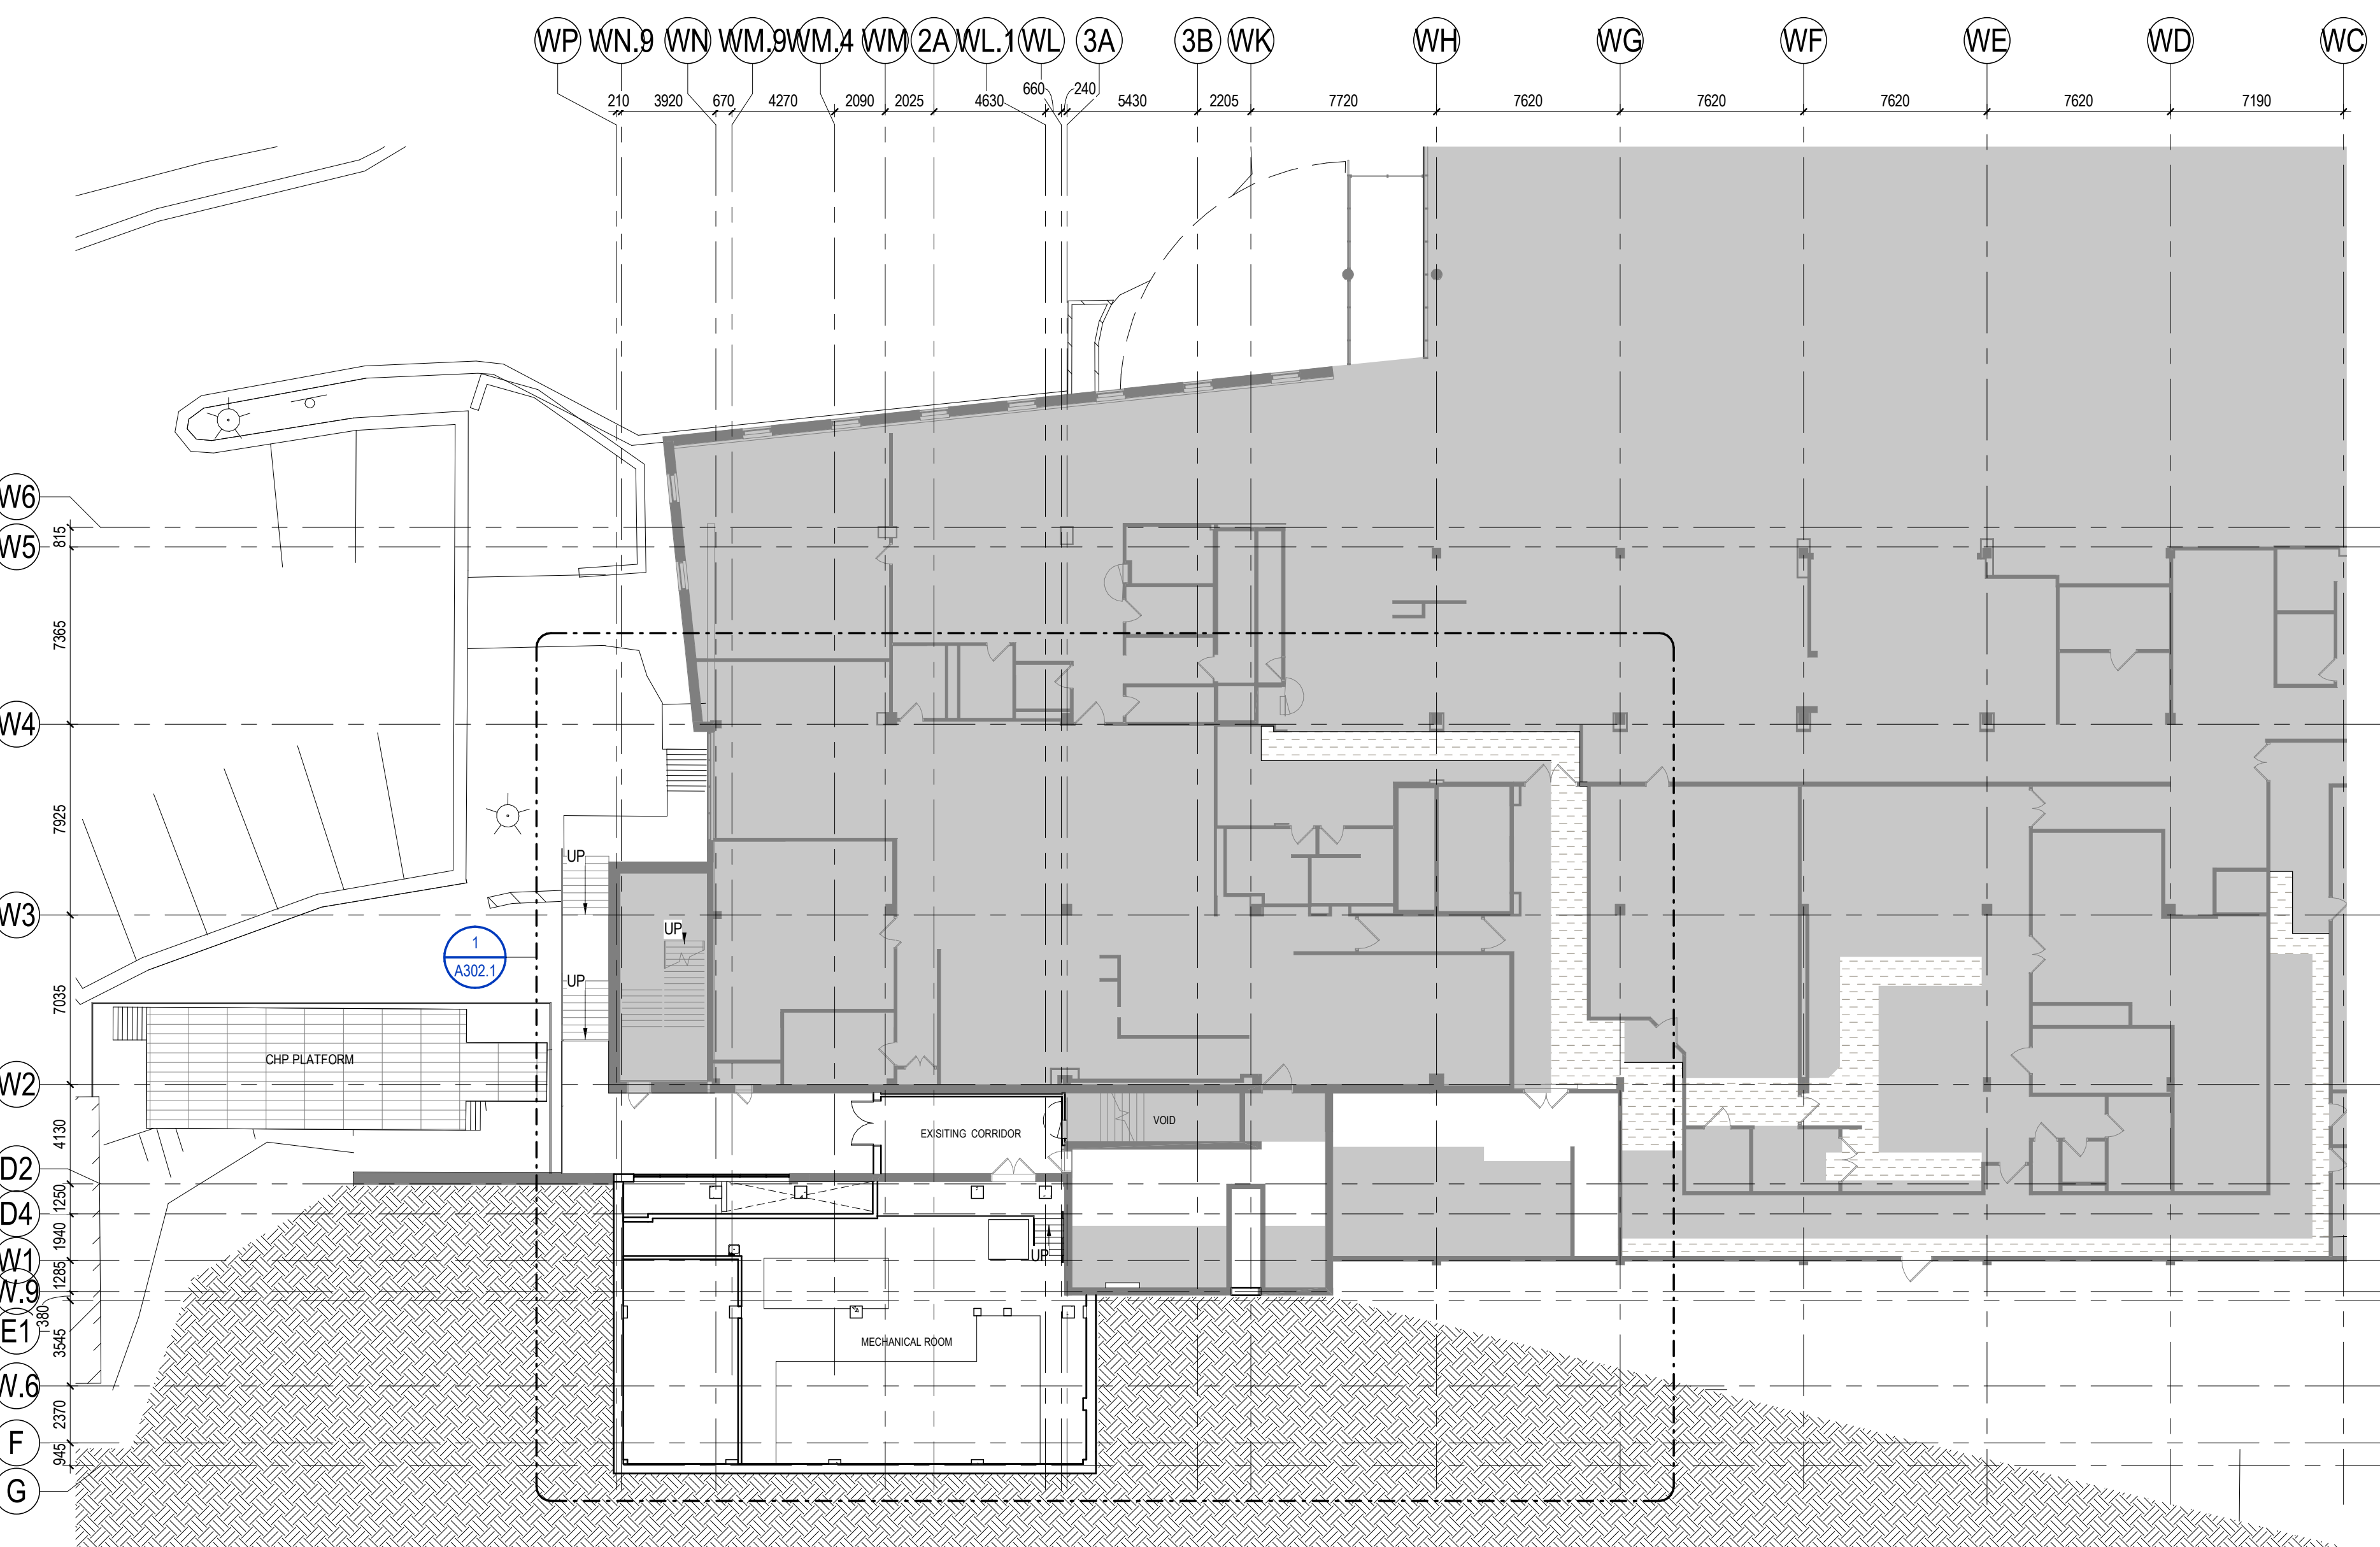 WP WN.9 WN WM.9 WM.4 WM 2A WL.1 WL 3A 3B WK WH WG WF WE WD WC
210 3920 670 4270 2090 2025 4630 660 240 5430 2205 7720 7620 7620 7620 7620 7190
W6
815
W5
7365
W4
7925
UP
W3
UP
1
A302.1
UP
7035
CHP PLATFORM
W2
VOID
4130
EXISITING CORRIDOR
D2
1250
D4
1940
UP
W1
1285
W.9
380
E1
3545
MECHANICAL ROOM
W.6
2370
F
945
G